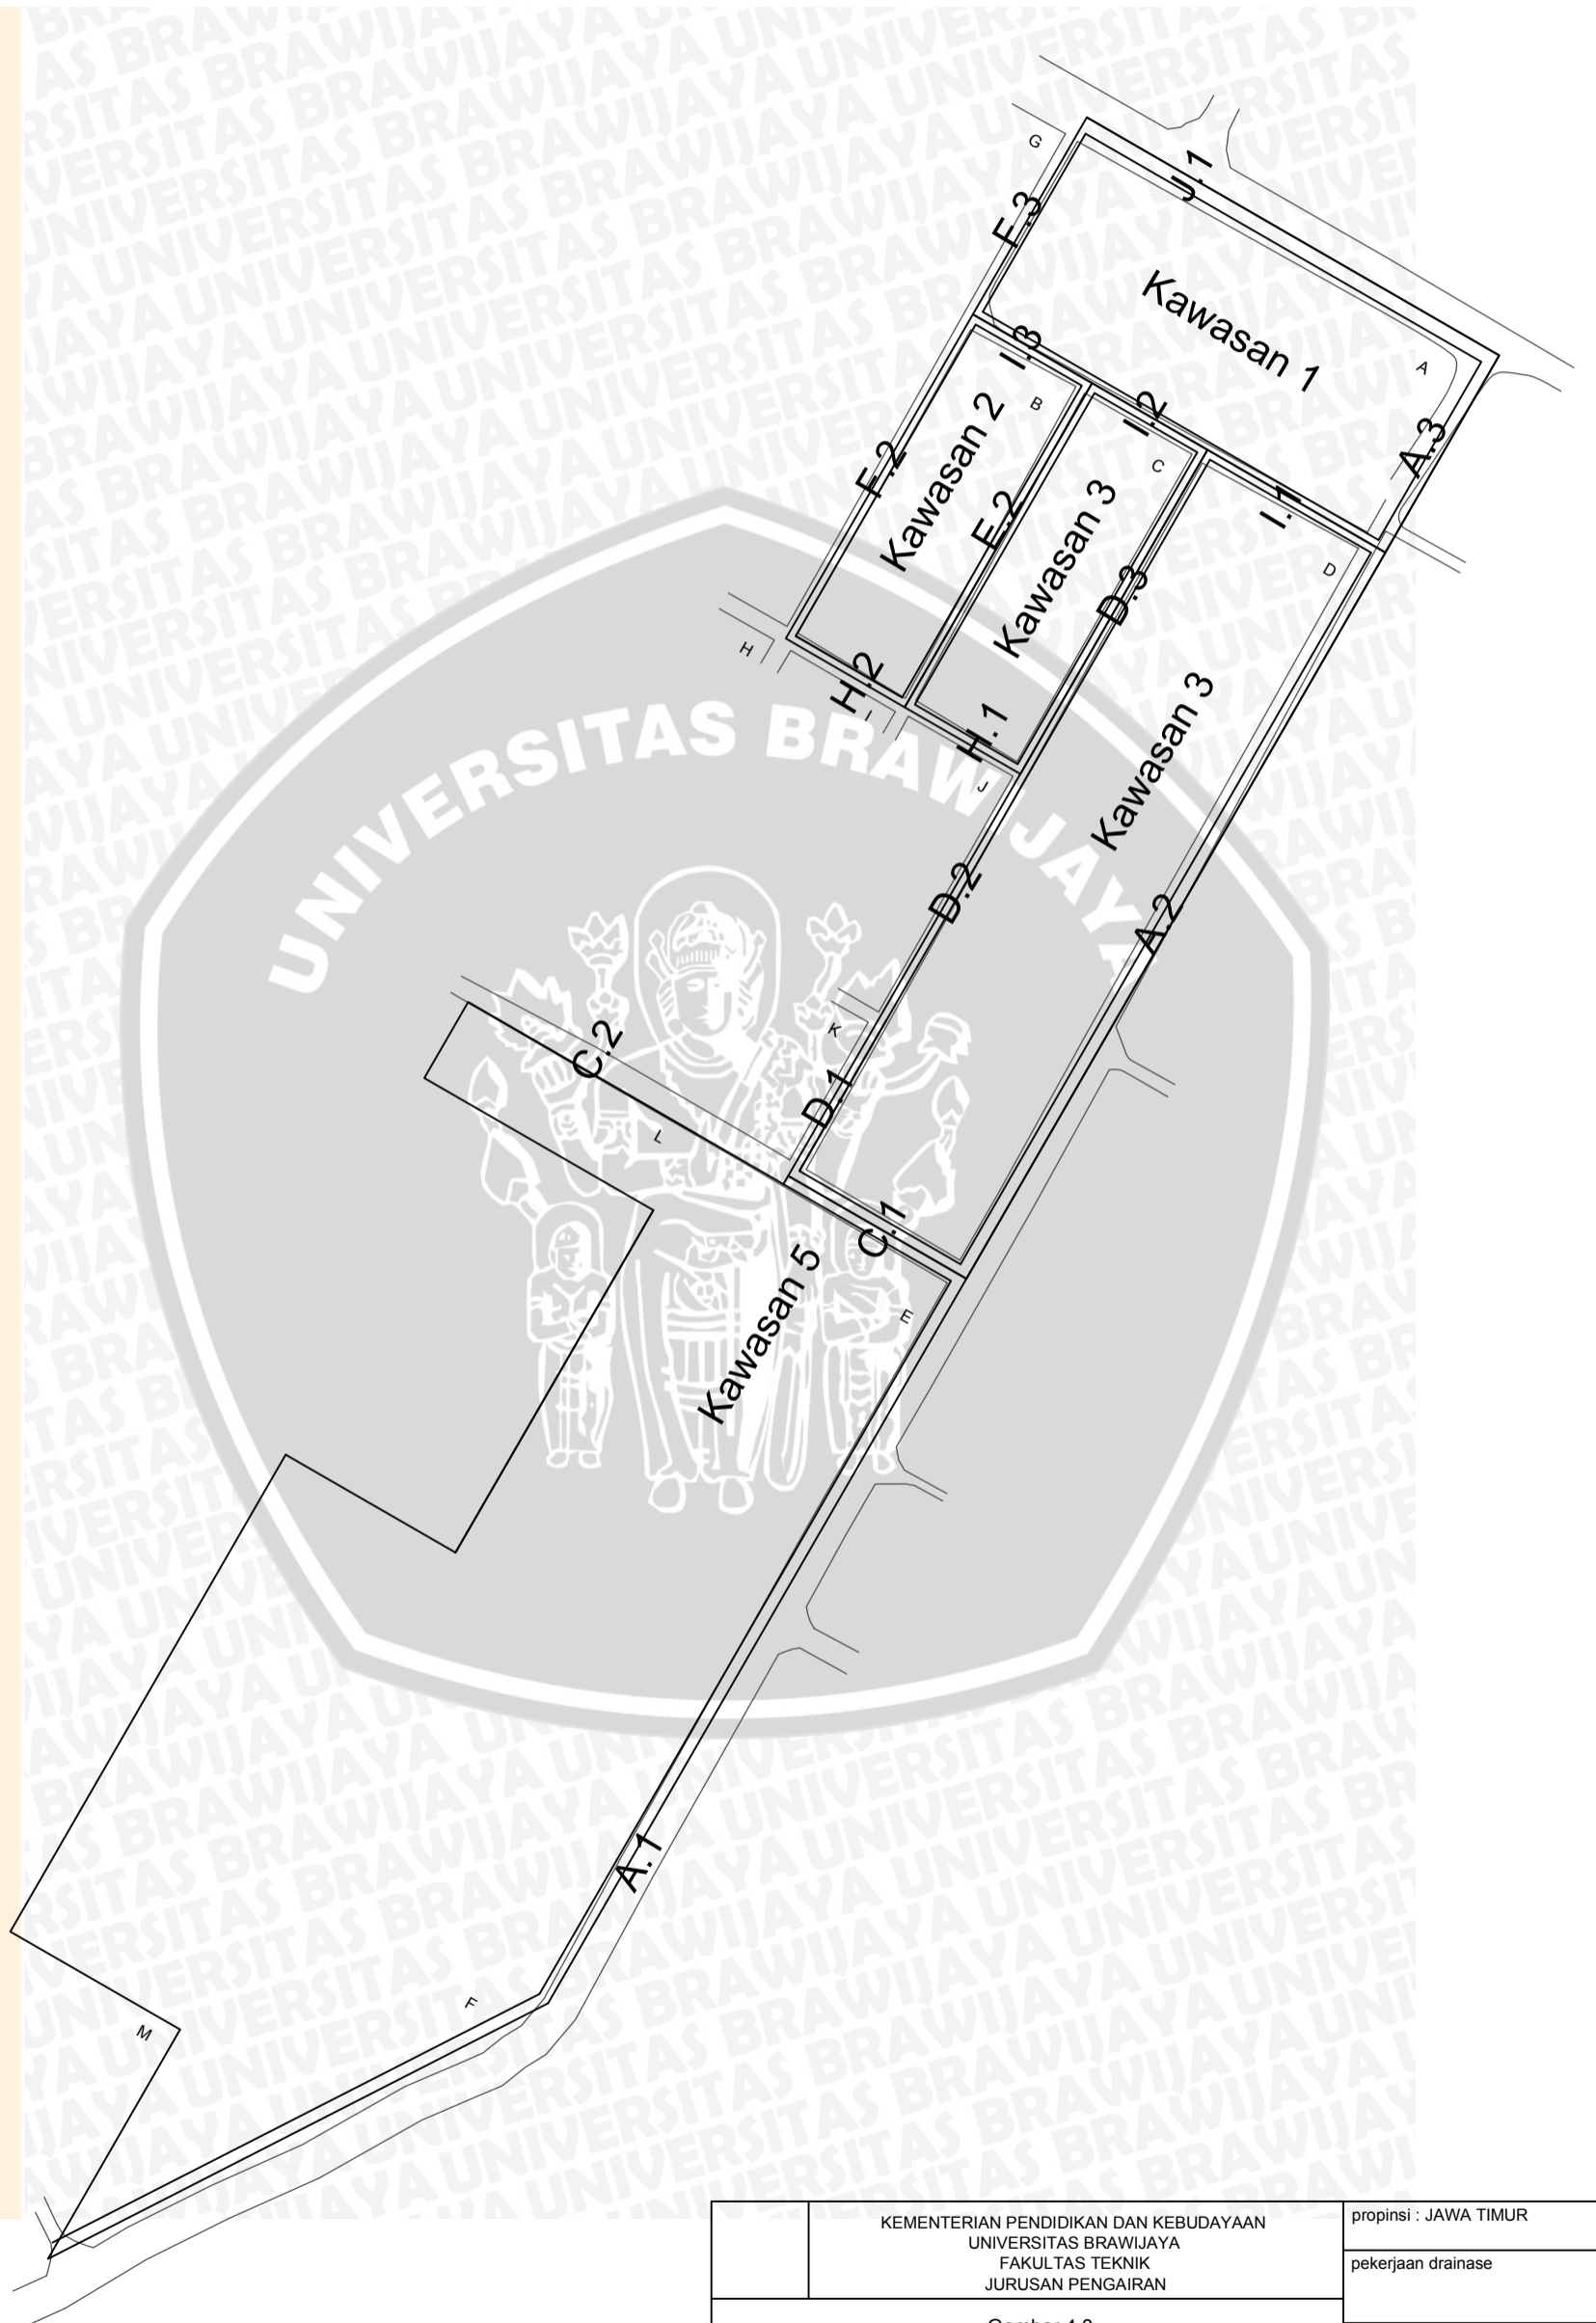 G
J.1
F.3
Kawasan 1
A
I.3
B
I.2
A.3
Kawasan 2
F.2
C
I.1
E.2
Kawasan 3
D
D.3
H
H.2
I
H.1
J
Kawasan 3
D.2
A.2
UNIVERSITAS BRAWIJAYA
C.2
K
D.1
L
C.1
E
Kawasan 5
A.1
F
M
KEMENTERIAN PENDIDIKAN DAN KEBUDAYAAN
UNIVERSITAS BRAWIJAYA
FAKULTAS TEKNIK
JURUSAN PENGAIRAN
propinsi : JAWA TIMUR
pekerjaan drainase